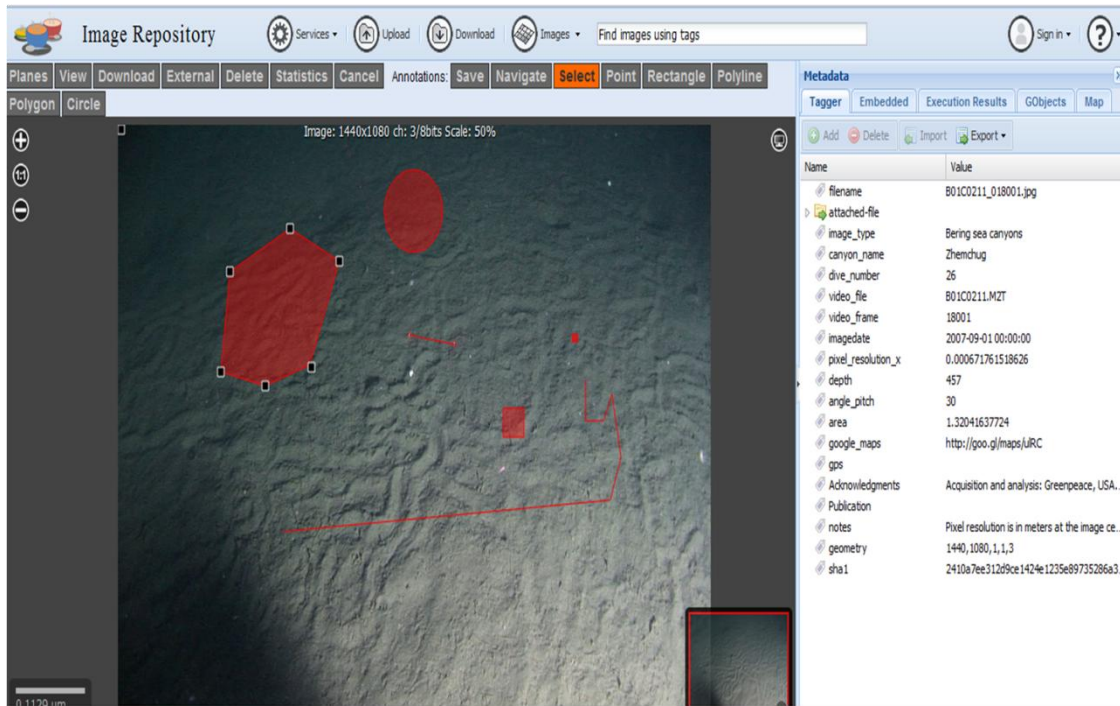 Image Repository
Services
Upload
Download
Images
Find images using tags
Sign in
?
Planes View Download External Delete Statistics Cancel Annotations: Save Navigate Select Point Rectangle Polyline
Polygon Circle
Image: 1440x1080 ch: 3/8bits Scale: 50%
1:1
0.1129 um
Metadata
Tagger Embedded Execution Results GObjects Map
Add Delete Import Export
Name Value
filename B01C0211_018001.jpg
attached-file
image_type Bering sea canyons
canyon_name Zhemchug
dive_number 26
video_file B01C0211.M2T
video_frame 18001
imagedate 2007-09-01 00:00:00
pixel_resolution_x 0.000671761518626
depth 457
angle_pitch 30
area 1.32041637724
google_maps http://goo.gl/maps/ulRC
gps
Acknowledgments Acquisition and analysis: Greenpeace, USA..
Publication
notes Pixel resolution is in meters at the image ce..
geometry 1440,1080,1,1,3
sha1 2410a7ee312d9ce1424e1235e89735286a3..